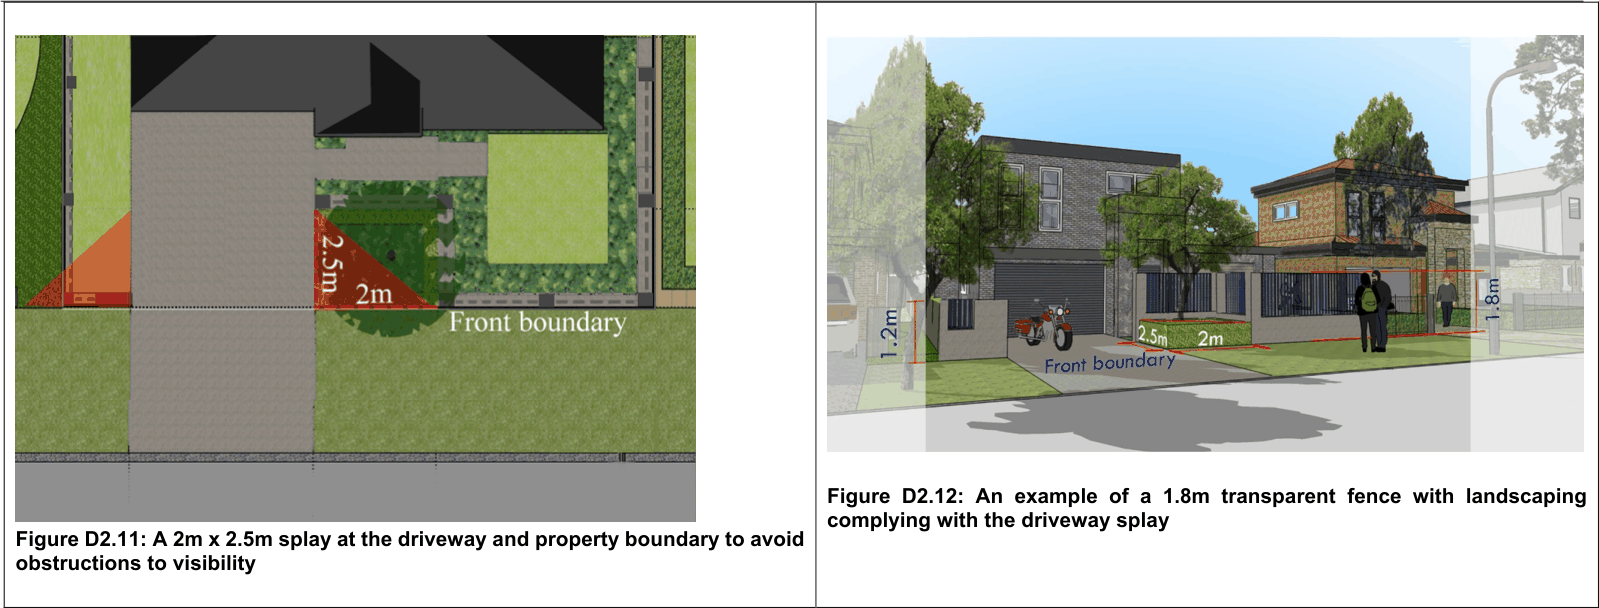 2.5m
2m
Front boundary
Figure D2.11: A 2m x 2.5m splay at the driveway and property boundary to avoid
obstructions to visibility
1.2m
2.5m
2m
1.8m
Front boundary
Figure D2.12: An example of a 1.8m transparent fence with landscaping
complying with the driveway splay